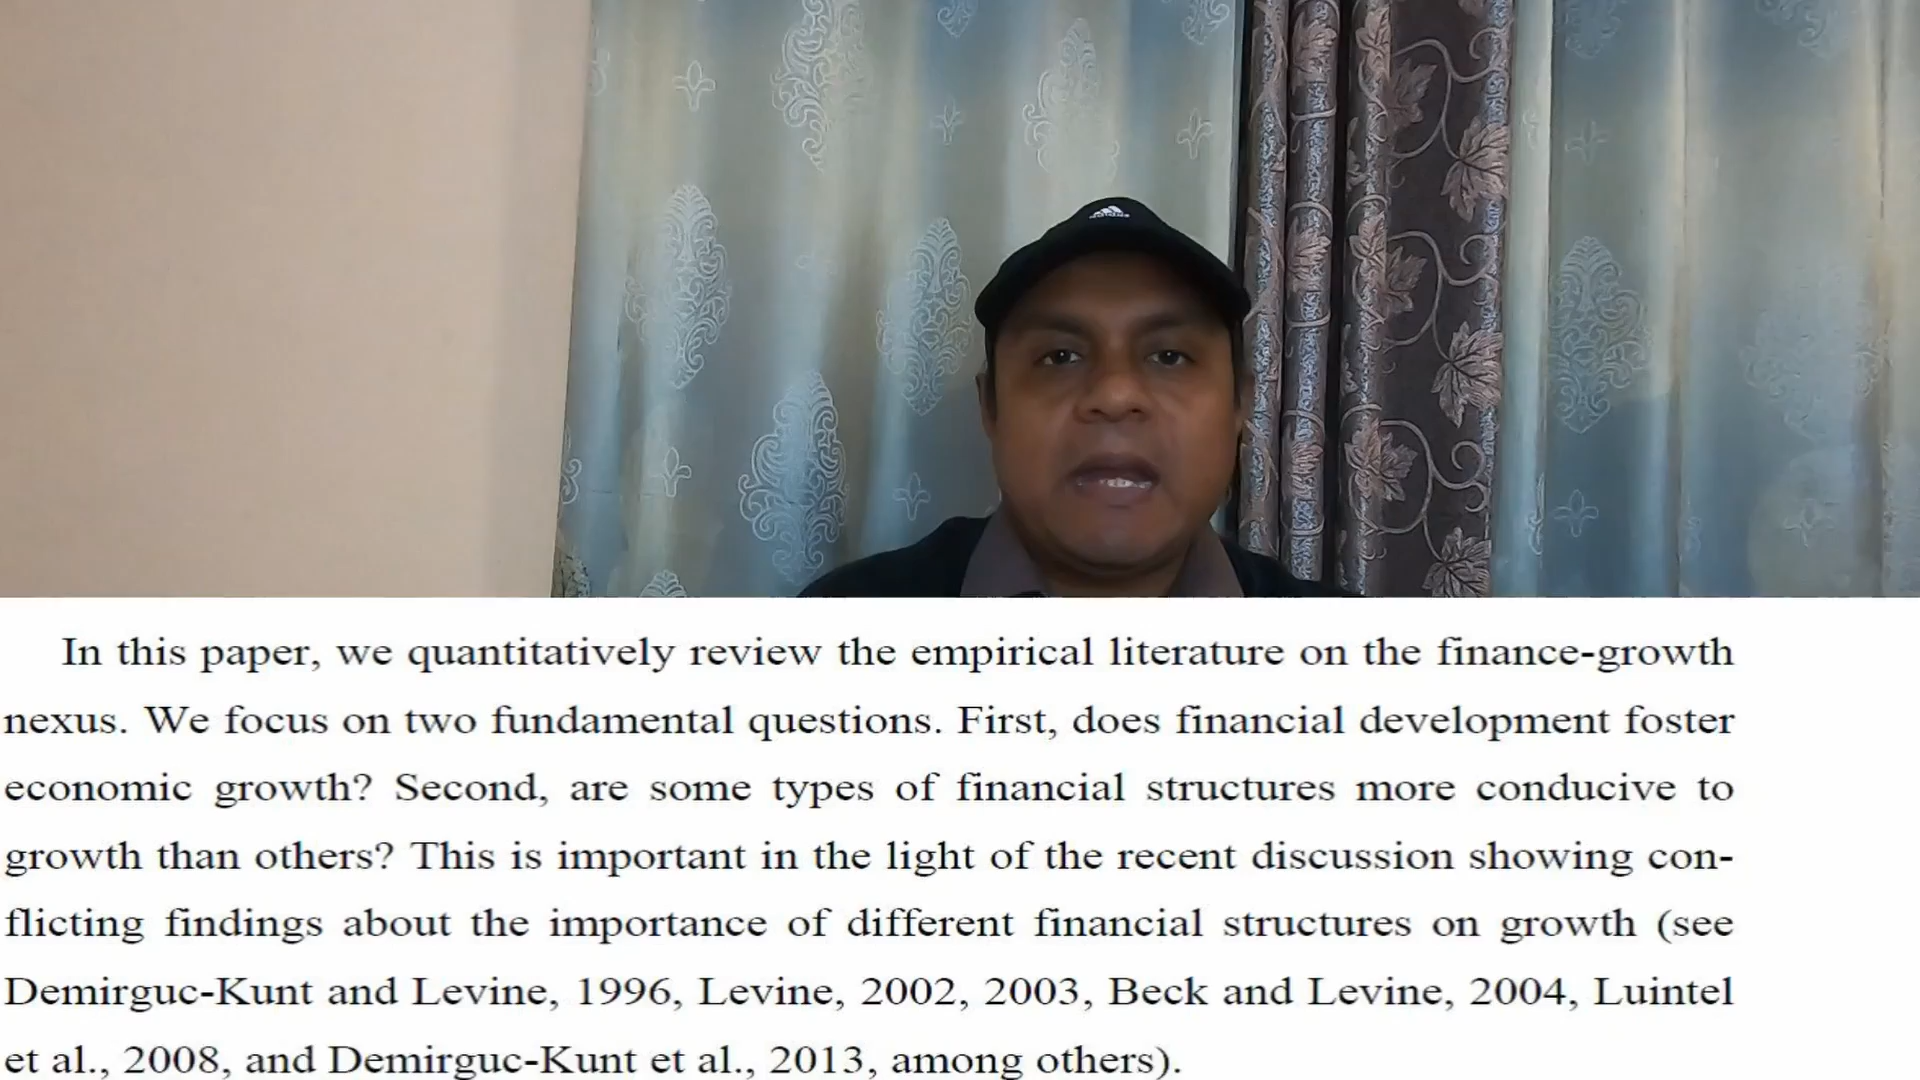 In this paper, we quantitatively review the empirical literature on the finance-growth
nexus. We focus on two fundamental questions. First, does financial development foster
economic growth? Second, are some types of financial structures more conducive to
growth than others? This is important in the light of the recent discussion showing con-
flicting findings about the importance of different financial structures on growth (see
Demirguc-Kunt and Levine, 1996, Levine, 2002, 2003, Beck and Levine, 2004, Luintel
et al., 2008, and Demirguc-Kunt et al., 2013, among others).